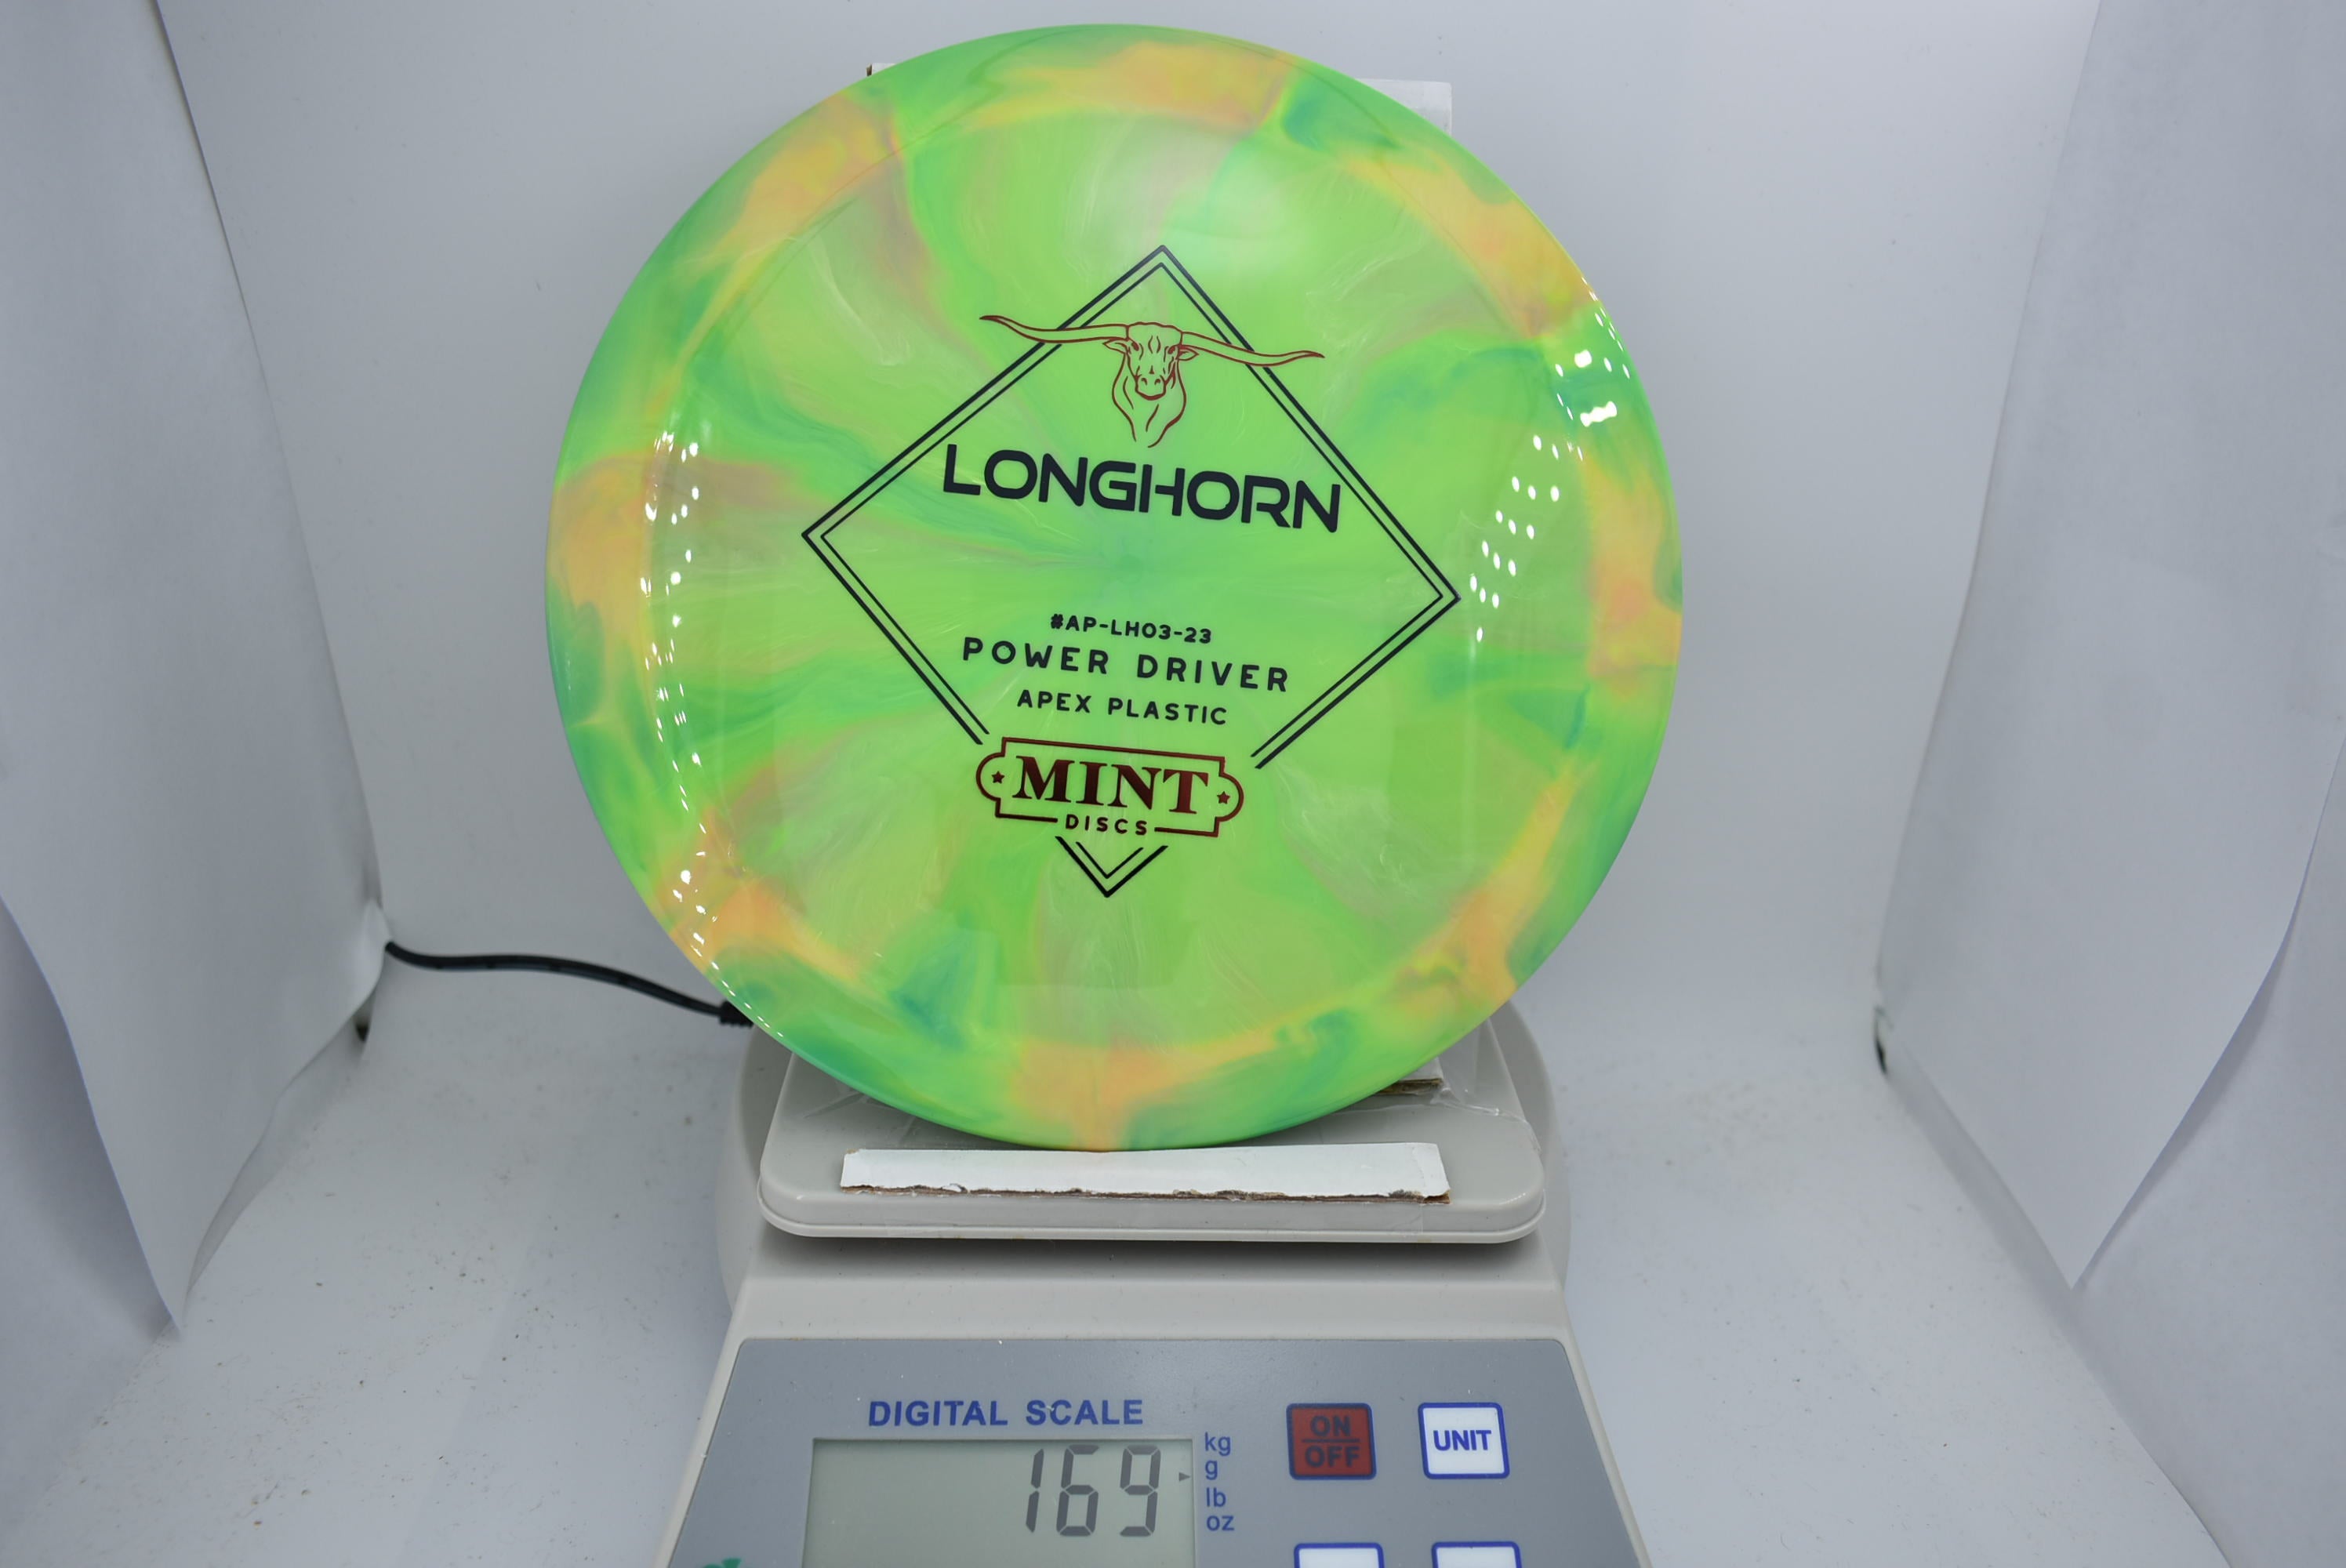 LONGHORN
#AP-LH03-23
POWER DRIVER
APEX PLASTIC
MINT
DISCS
DIGITAL SCALE
169
kg
g
lb
oz
ON
OFF
UNIT